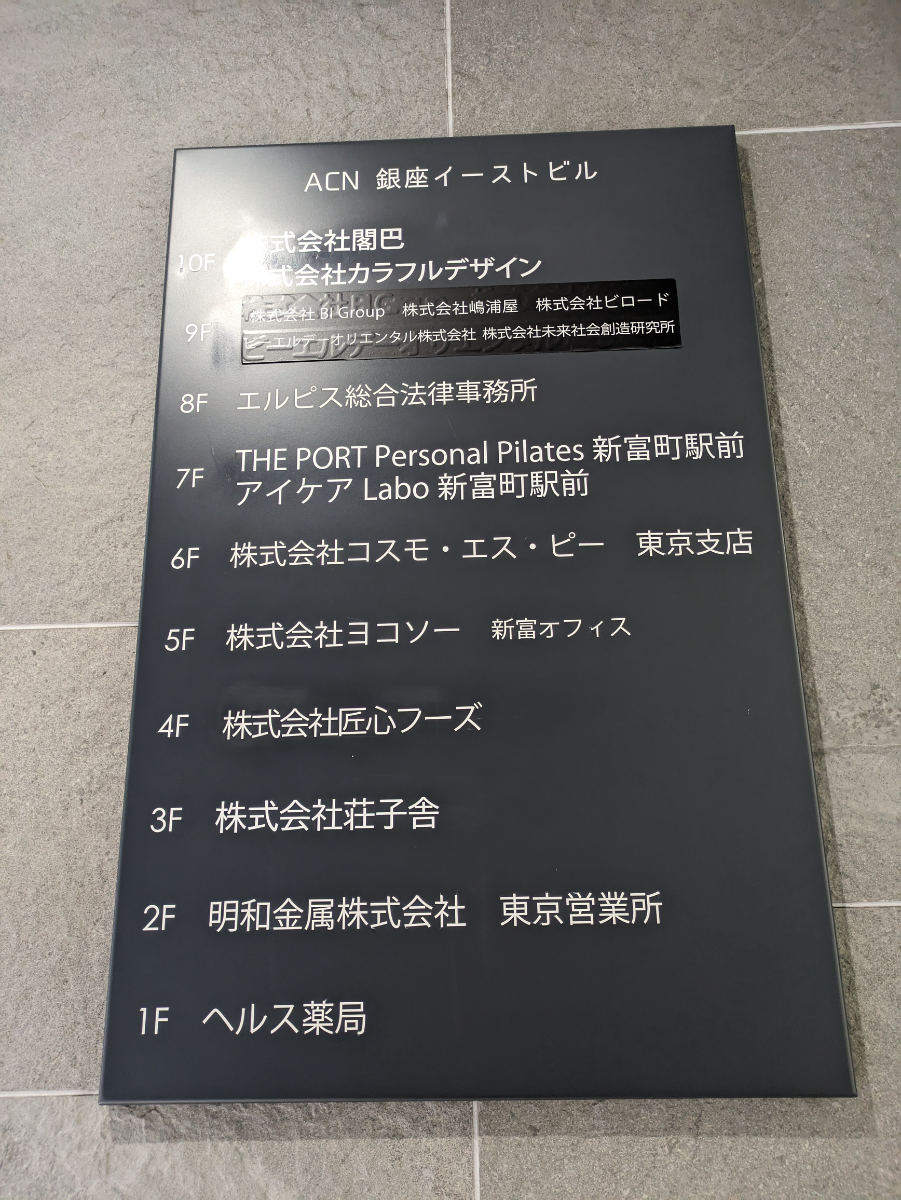 ACN 銀座イーストビル
10F 株式会社閣巴
株式会社カラフルデザイン
9F 株式会社 BI Group 株式会社嶋浦屋 株式会社ビロード
ビーエルデーオリエンタル株式会社 株式会社未来社会創造研究所
8F エルピス総合法律事務所
7F THE PORT Personal Pilates 新富町駅前
アイケア Labo 新富町駅前
6F 株式会社コスモ・エス・ピー 東京支店
5F 株式会社ヨコソー 新富オフィス
4F 株式会社匠心フーズ
3F 株式会社荘子舎
2F 明和金属株式会社 東京営業所
1F ヘルス薬局